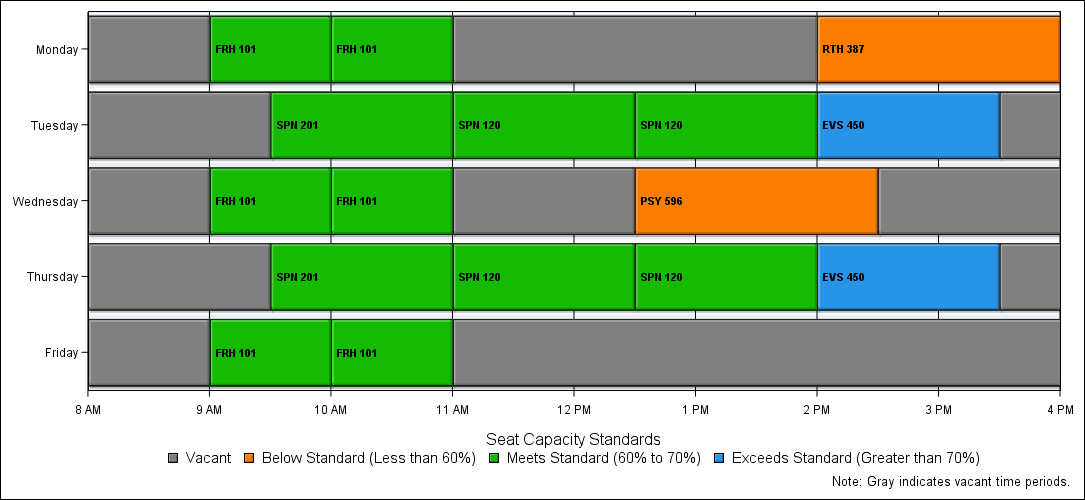 Monday FRH 101 FRH 101 RTH 387
Tuesday SPN 201 SPN 120 SPN 120 EVS 450
Wednesday FRH 101 FRH 101 PSY 596
Thursday SPN 201 SPN 120 SPN 120 EVS 450
Friday FRH 101 FRH 101
8 AM 9 AM 10 AM 11 AM 12 PM 1 PM 2 PM 3 PM 4 PM
Seat Capacity Standards
Vacant Below Standard (Less than 60%) Meets Standard (60% to 70%) Exceeds Standard (Greater than 70%)
Note: Gray indicates vacant time periods.